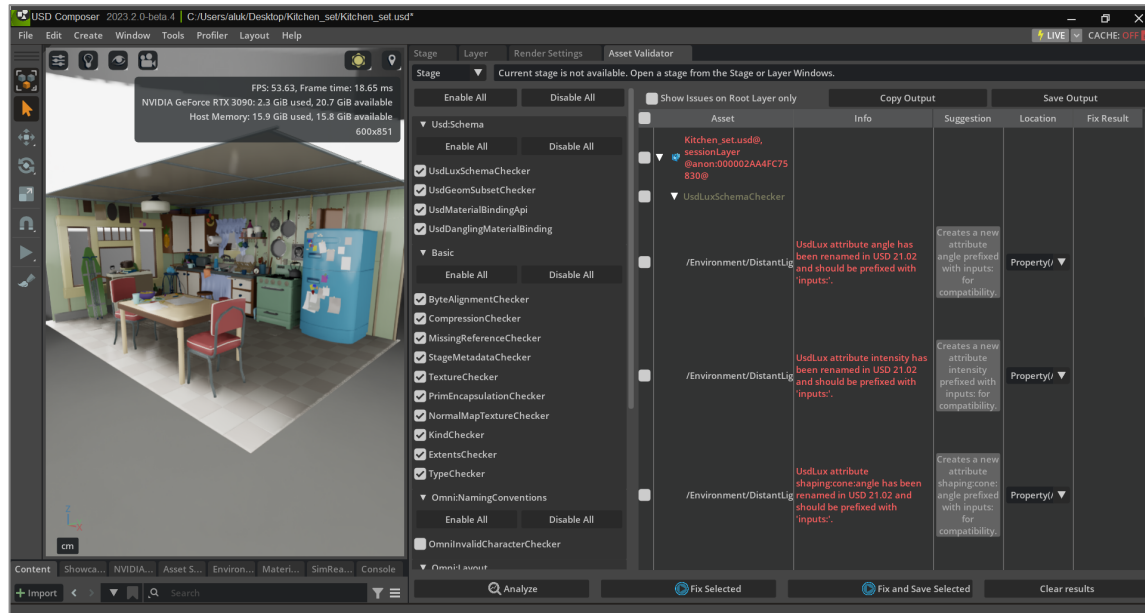 USD Composer 2023.2.0-beta.4 C:/Users/aluk/Desktop/Kitchen_set/Kitchen_set.usd*
File Edit Create Window Tools Profiler Layout Help
LIVE CACHE: OFF
FPS: 53.63, Frame time: 18.65 ms
NVIDIA GeForce RTX 3090: 2.3 GiB used, 20.7 GiB available
Host Memory: 15.9 GiB used, 15.8 GiB available
600x851
Z
X
cm
Content Showca... NVIDIA... Asset S... Environ... Materi... SimRea... Console
Import Search
Stage Layer Render Settings Asset Validator
Stage Current stage is not available. Open a stage from the Stage or Layer Windows.
Enable All Disable All
Usd:Schema
Enable All Disable All
UsdLuxSchemaChecker
UsdGeomSubsetChecker
UsdMaterialBindingApi
UsdDanglingMaterialBinding
Basic
Enable All Disable All
ByteAlignmentChecker
CompressionChecker
MissingReferenceChecker
StageMetadataChecker
TextureChecker
PrimEncapsulationChecker
NormalMapTextureChecker
KindChecker
ExtentsChecker
TypeChecker
Omni:NamingConventions
Enable All Disable All
OmniInvalidCharacterChecker
Omni:Layout
Show Issues on Root Layer only Copy Output Save Output
Asset Info Suggestion Location Fix Result
Kitchen_set.usd@,
sessionLayer
@anon:000002AA4FC75
830@
UsdLuxSchemaChecker
/Environment/DistantLig
UsdLux attribute angle has
been renamed in USD 21.02
and should be prefixed with
'inputs:'.
Creates a new
attribute
angle prefixed
with inputs:
for
compatibility.
Property(/
/Environment/DistantLig
UsdLux attribute intensity has
been renamed in USD 21.02
and should be prefixed with
'inputs:'.
Creates a new
attribute
intensity
prefixed with
inputs: for
compatibility.
Property(/
/Environment/DistantLig
UsdLux attribute
shaping:cone:angle has been
renamed in USD 21.02 and
should be prefixed with
'inputs:'.
Creates a new
attribute
shaping:cone:
angle prefixed
with inputs:
for
compatibility.
Property(/
Analyze Fix Selected Fix and Save Selected Clear results